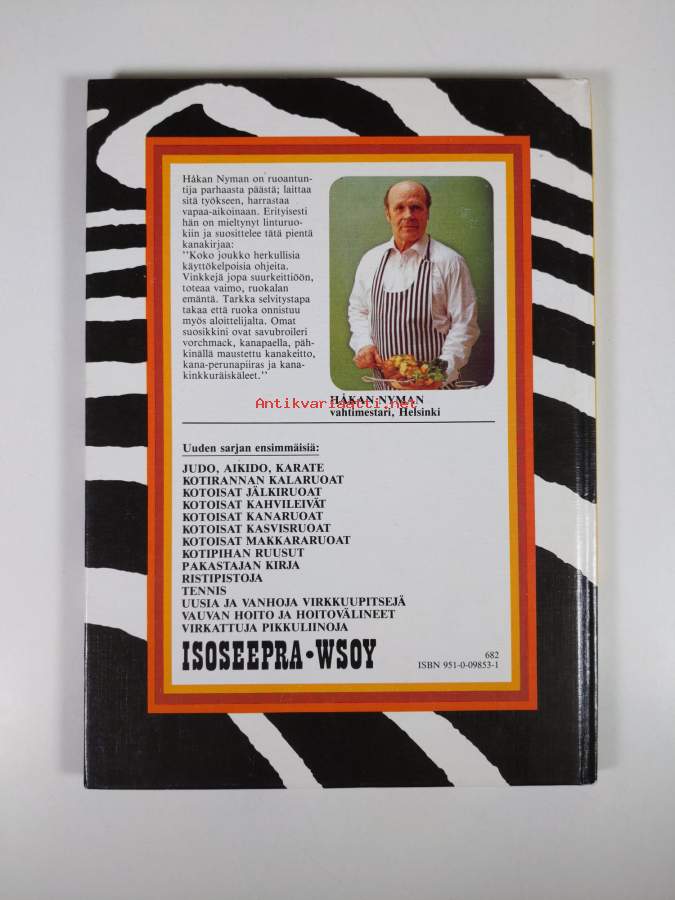 Håkan Nyman on ruoantun-
tija parhaasta päästä; laittaa
sitä työkseen, harrastaa
vapaa-aikoinaan. Erityisesti
hän on mieltynyt linturuo-
kiin ja suosittelee tätä pientä
kanakirjaa:
''Koko joukko herkullisia
käyttökelpoisia ohjeita.
Vinkkejä jopa suurkeittiöön,
toteaa vaimo, ruokalan
emäntä. Tarkka selvitystapa
takaa että ruoka onnistuu
myös aloittelijalta. Omat
suosikkini ovat savubroileri
vorchmack, kanapaella, päh-
kinällä maustettu kanakeitto,
kana-perunapiiras ja kana-
kinkkuräiskäleet.''
HÅKAN NYMAN
vahtimestari, Helsinki
Antikvariaatti.net
Uuden sarjan ensimmäisiä:
JUDO, AIKIDO, KARATE
KOTIRANNAN KALARUOAT
KOTOISAT JÄLKIRUOAT
KOTOISAT KAHVILEIVÄT
KOTOISAT KANARUOAT
KOTOISAT KASVISRUOAT
KOTOISAT MAKKARARUOAT
KOTIPIHAN RUUSUT
PAKASTAJAN KIRJA
RISTIPISTOJA
TENNIS
UUSIA JA VANHOJA VIRKKUUPITSEJÄ
VAUVAN HOITO JA HOITOVÄLINEET
VIRKATTUJA PIKKULIINOJA
ISOSEEPRA•WSOY
682
ISBN 951-0-09853-1